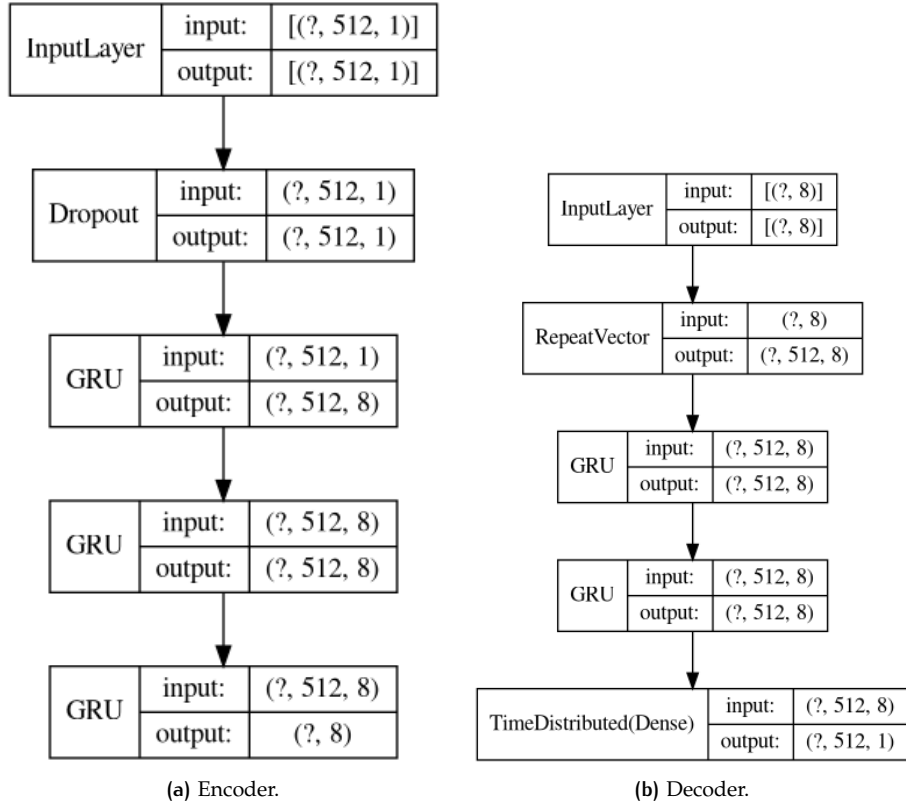 InputLayer
input: [(?, 512, 1)]
output: [(?, 512, 1)]
Dropout
input: (?, 512, 1)
output: (?, 512, 1)
GRU
input: (?, 512, 1)
output: (?, 512, 8)
GRU
input: (?, 512, 8)
output: (?, 512, 8)
GRU
input: (?, 512, 8)
output: (?, 8)
(a) Encoder.
InputLayer
input: [(?, 8)]
output: [(?, 8)]
RepeatVector
input: (?, 8)
output: (?, 512, 8)
GRU
input: (?, 512, 8)
output: (?, 512, 8)
GRU
input: (?, 512, 8)
output: (?, 512, 8)
TimeDistributed(Dense)
input: (?, 512, 8)
output: (?, 512, 1)
(b) Decoder.